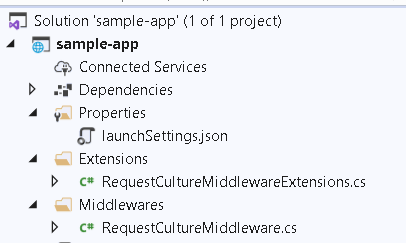 Solution 'sample-app' (1 of 1 project)
sample-app
Connected Services
Dependencies
Properties
launchSettings.json
Extensions
C# RequestCultureMiddlewareExtensions.cs
Middlewares
C# RequestCultureMiddleware.cs